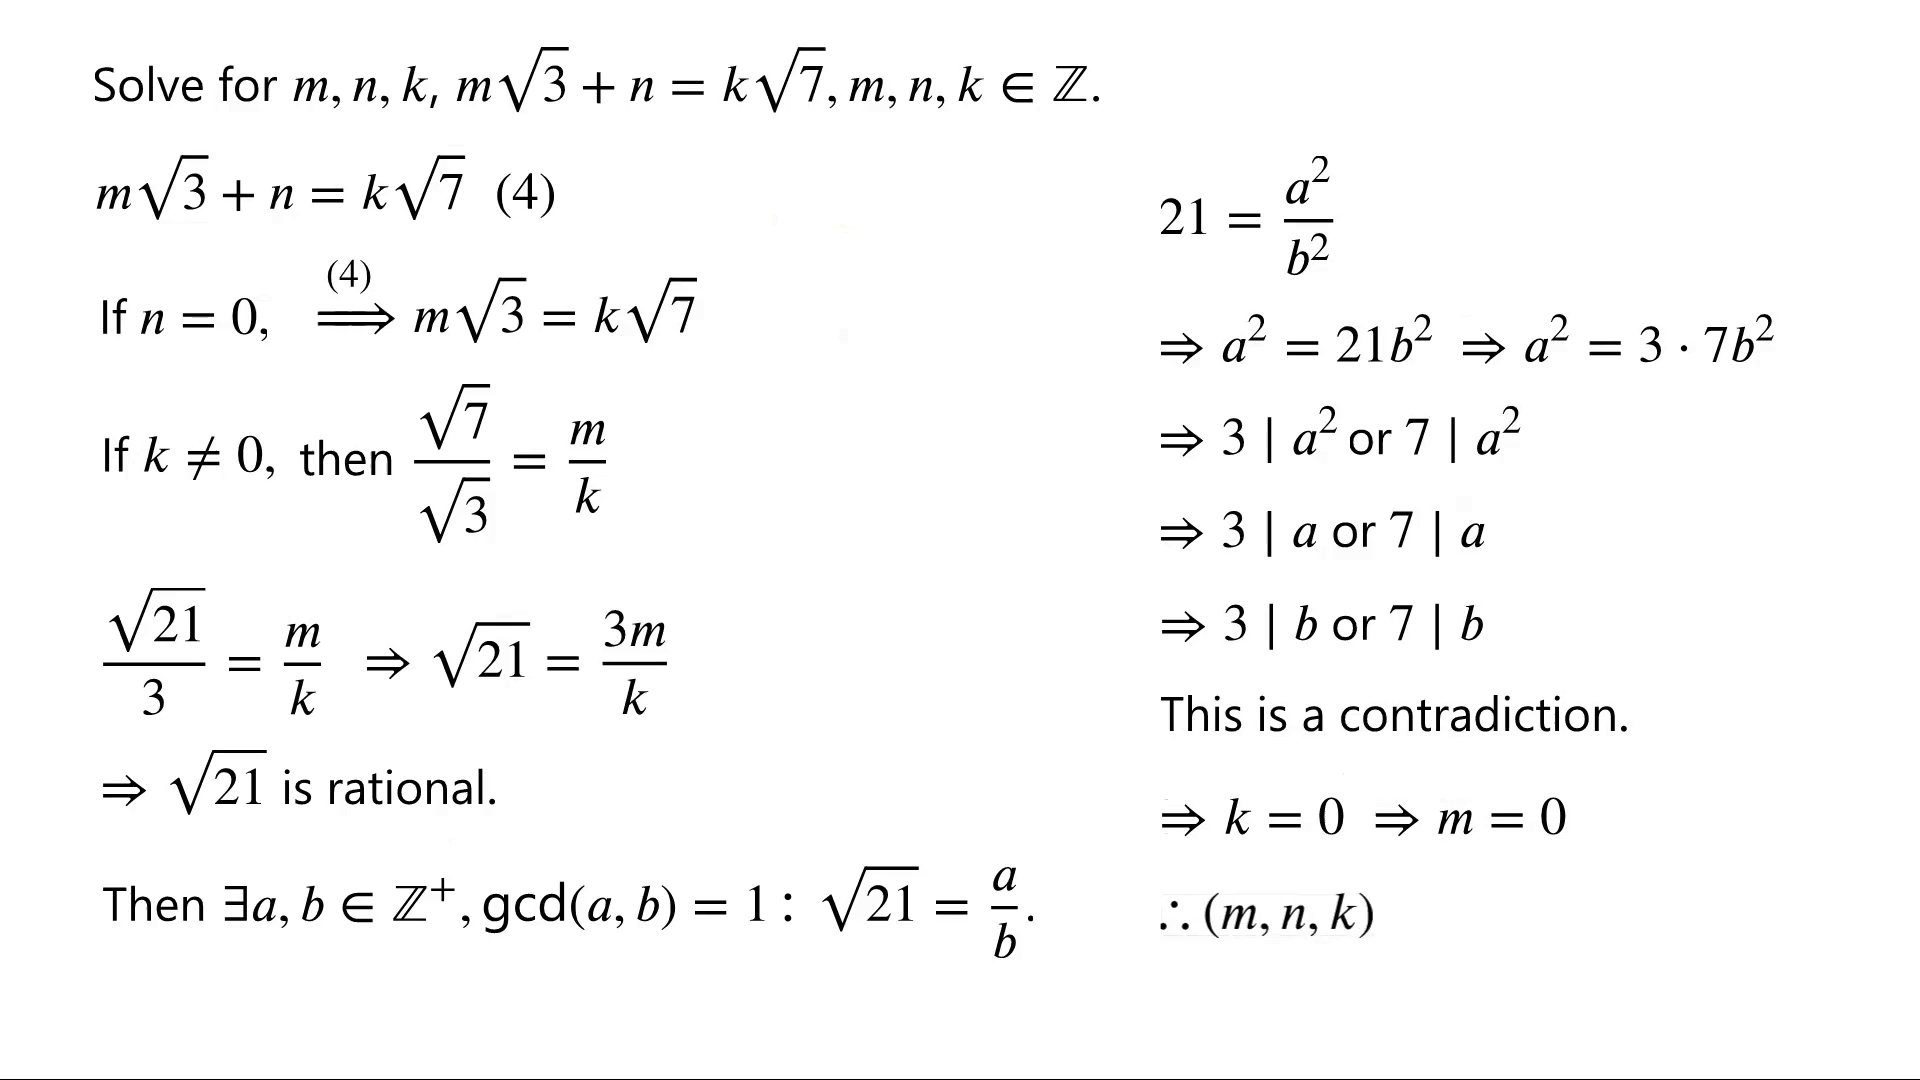 Solve for m, n, k, m√3 + n = k√7, m, n, k ∈ ℤ.
m√3 + n = k√7 (4)
If n = 0, (4)⟹ m√3 = k√7
If k ≠ 0, then √7/√3 = m/k
√21/3 = m/k ⇒ √21 = 3m/k
⇒ √21 is rational.
Then ∃a, b ∈ ℤ⁺, gcd(a, b) = 1 : √21 = a/b.
21 = a²/b²
⇒ a² = 21b² ⇒ a² = 3 · 7b²
⇒ 3 | a² or 7 | a²
⇒ 3 | a or 7 | a
⇒ 3 | b or 7 | b
This is a contradiction.
⇒ k = 0 ⇒ m = 0
∴ (m, n, k)